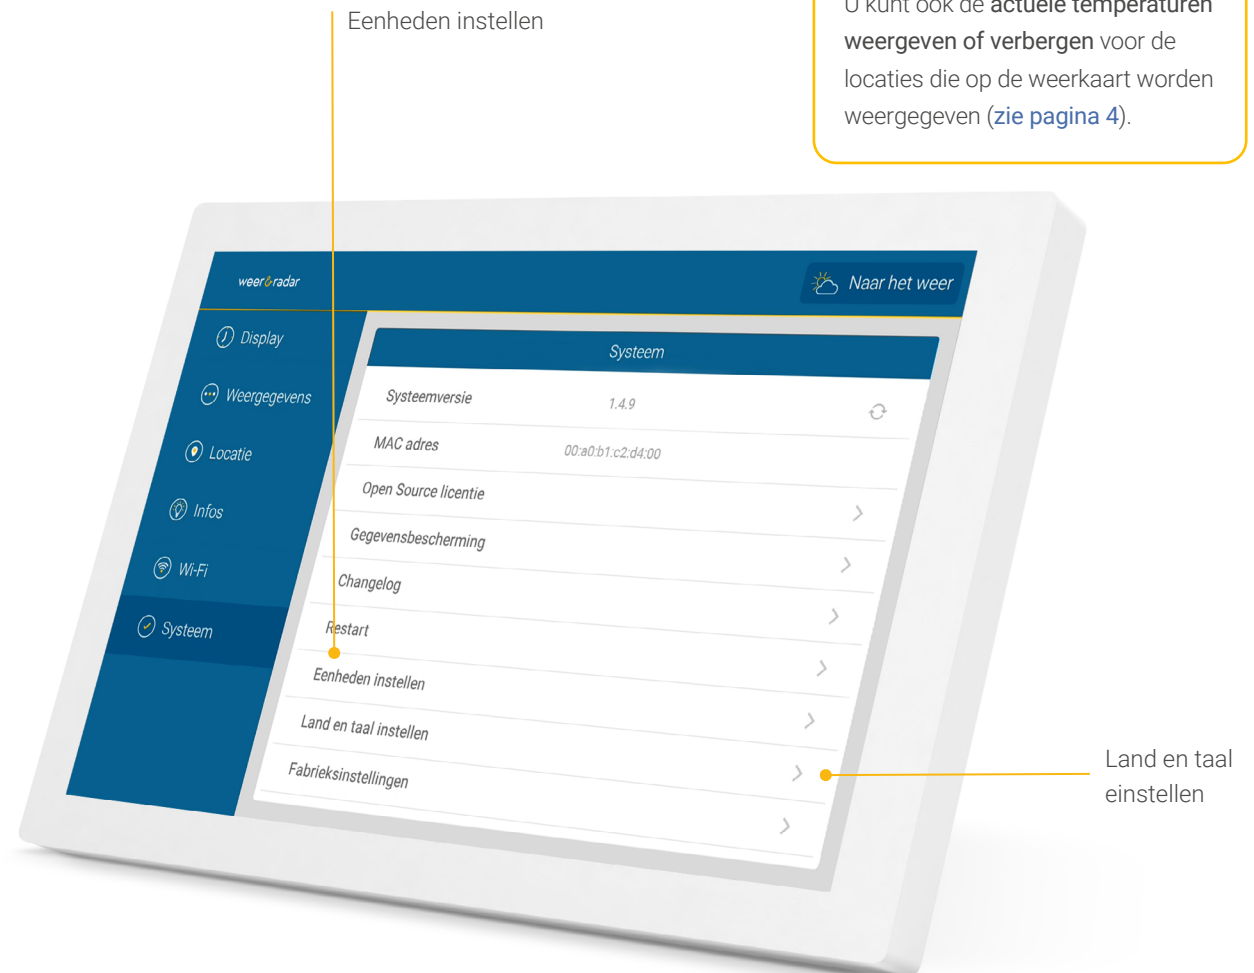 Eenheden instellen
U kunt ook de actuele temperaturen
weergeven of verbergen voor de
locaties die op de weerkaart worden
weergegeven (zie pagina 4).
weer&radar
Naar het weer
Display
Weergegevens
Locatie
Infos
Wi-Fi
Systeem
Systeem
Systeemversie 1.4.9
MAC adres 00:a0:b1:c2:d4:00
Open Source licentie
Gegevensbescherming
Changelog
Restart
Eenheden instellen
Land en taal instellen
Fabrieksinstellingen
Land en taal
einstellen